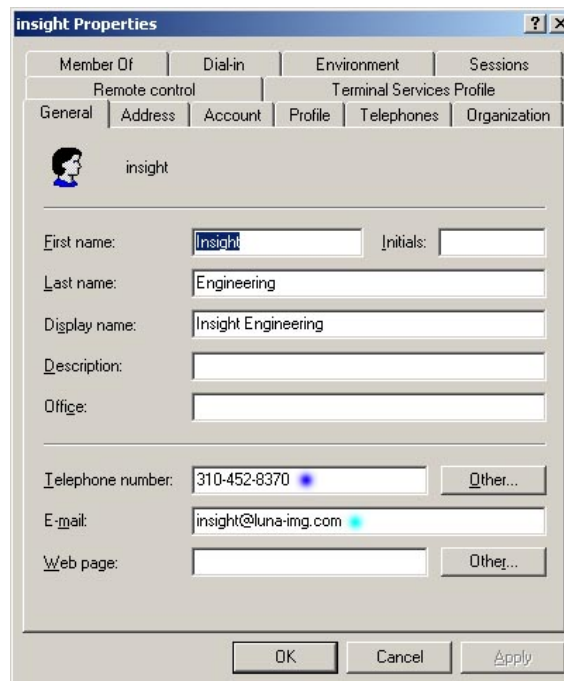 insight Properties
? ×
Member Of Dial-in Environment Sessions
Remote control Terminal Services Profile
General Address Account Profile Telephones Organization
insight
First name: Insight Initials:
Last name: Engineering
Display name: Insight Engineering
Description:
Office:
Telephone number: 310-452-8370 Other...
E-mail: insight@luna-img.com
Web page: Other...
OK Cancel Apply